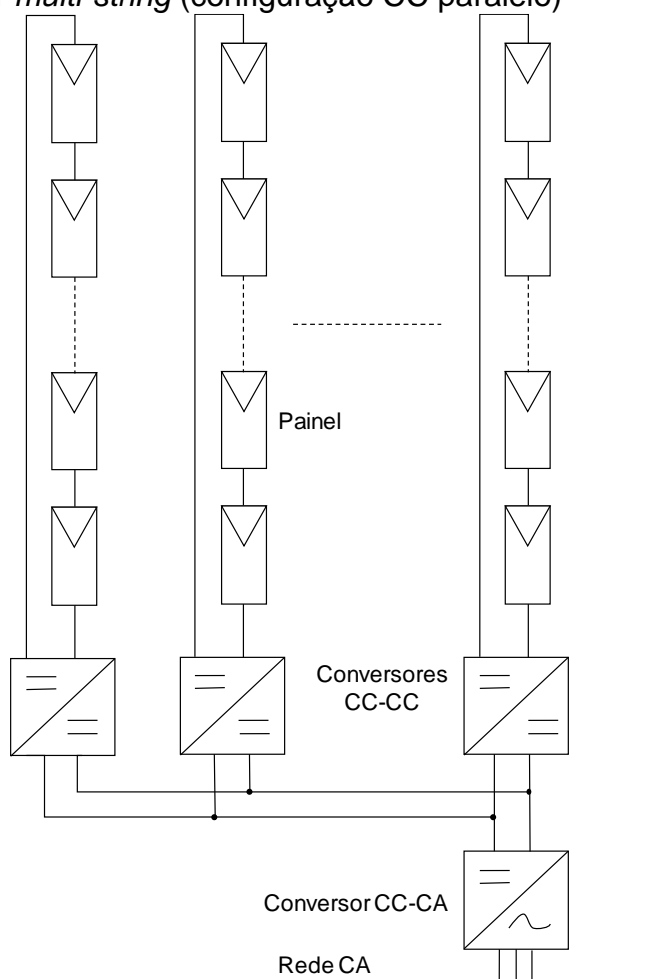 multi-string (configuração CC paralelo)
Painel
Conversores
CC-CC
Conversor CC-CA
Rede CA